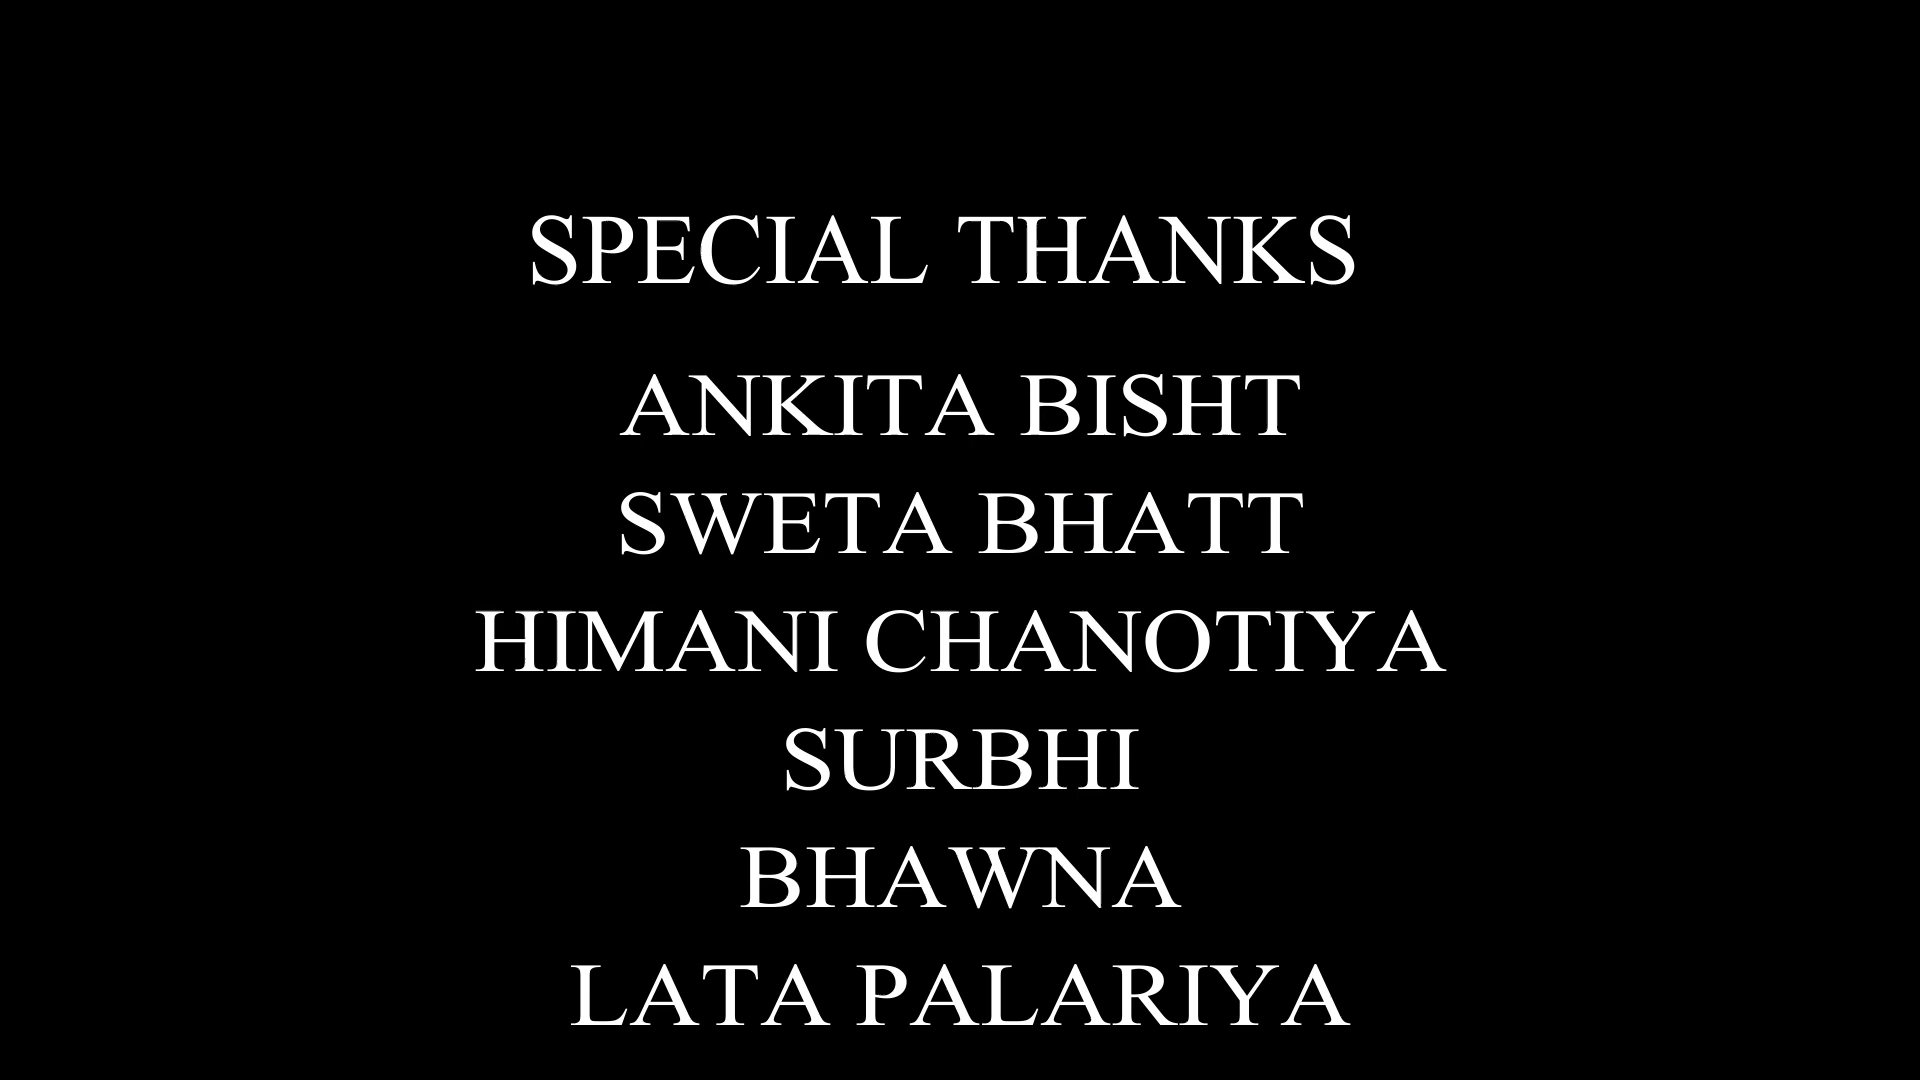 SPECIAL THANKS
ANKITA BISHT
SWETA BHATT
HIMANI CHANOTIYA
SURBHI
BHAWNA
LATA PALARIYA